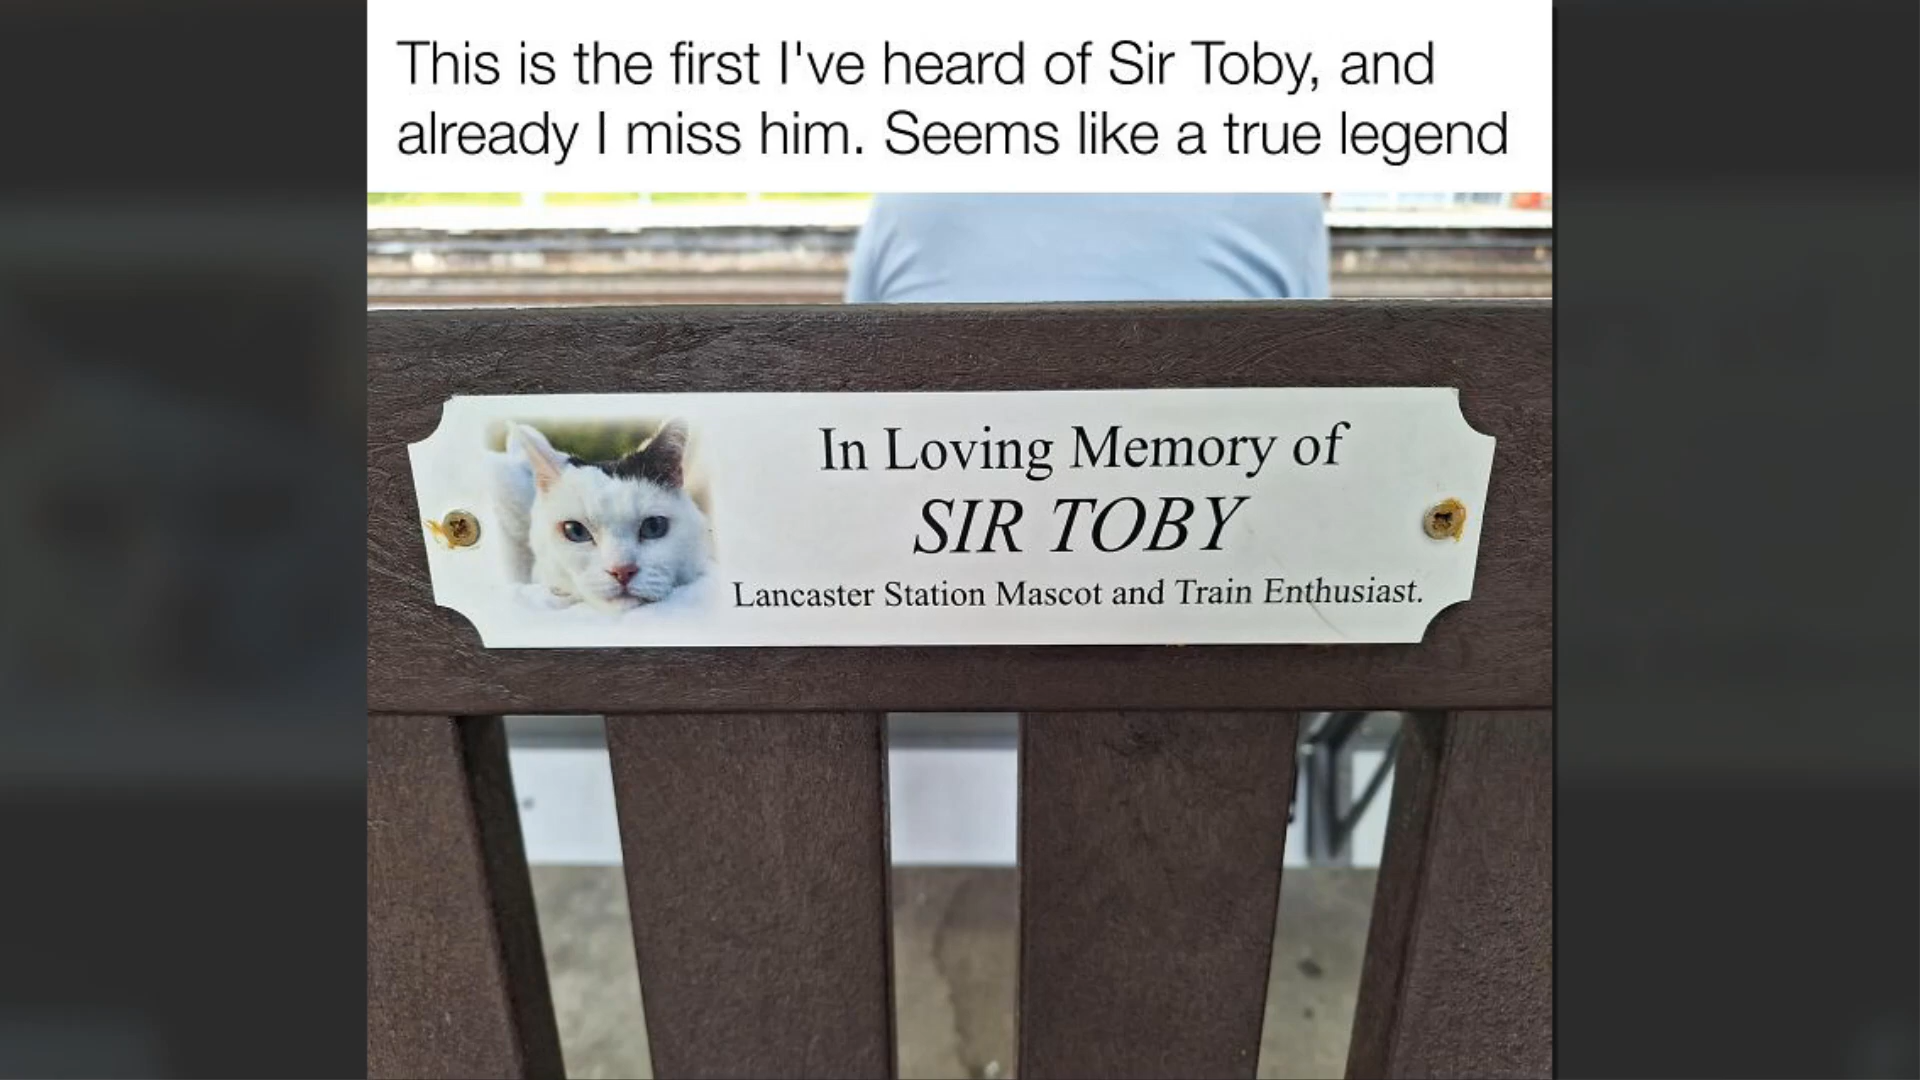 This is the first I've heard of Sir Toby, and
already I miss him. Seems like a true legend
In Loving Memory of
SIR TOBY
Lancaster Station Mascot and Train Enthusiast.